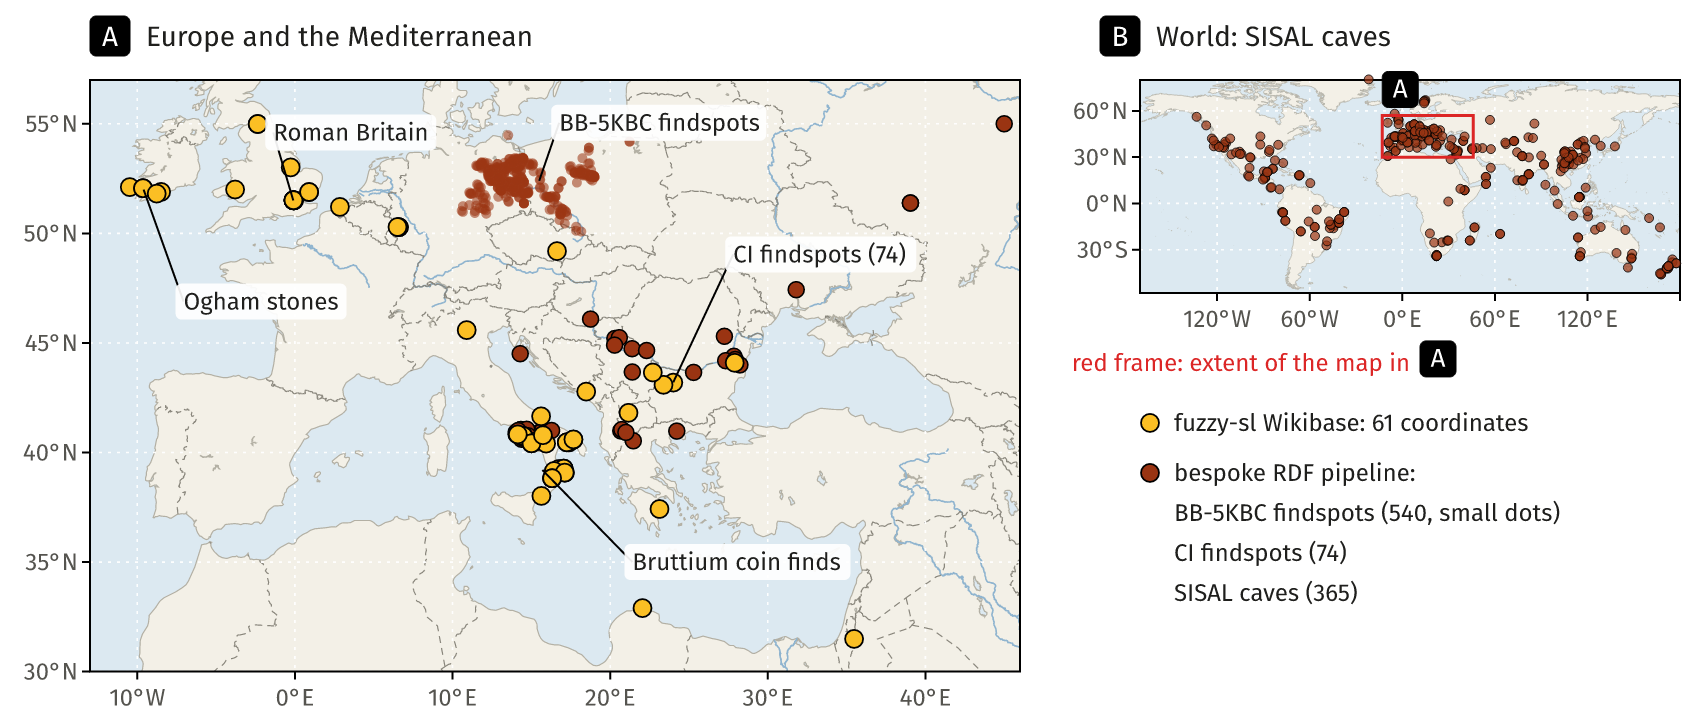 A Europe and the Mediterranean
55°N
50°N
45°N
40°N
35°N
30°N
10°W 0°E 10°E 20°E 30°E 40°E
Roman Britain
BB-5KBC findspots
CI findspots (74)
Ogham stones
Bruttium coin finds
B World: SISAL caves
A
60°N
30°N
0°N
30°S
120°W 60°W 0°E 60°E 120°E
red frame: extent of the map in A
fuzzy-sl Wikibase: 61 coordinates
bespoke RDF pipeline:
BB-5KBC findspots (540, small dots)
CI findspots (74)
SISAL caves (365)